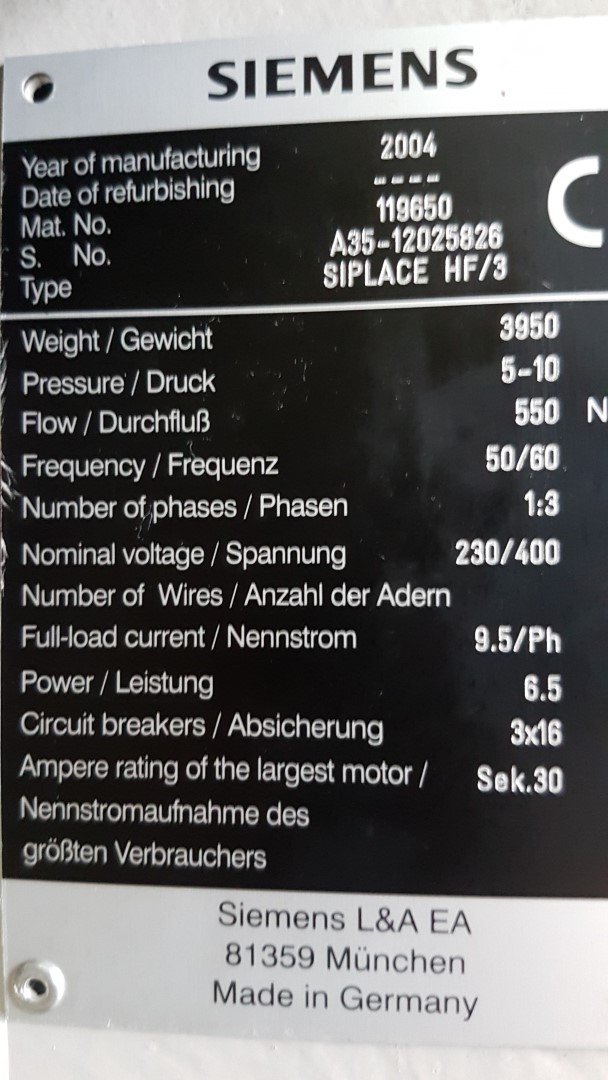 SIEMENS
Year of manufacturing 2004
Date of refurbishing ----
Mat. No. 119650
S. No. A35-12025826
Type SIPLACE HF/3
Weight / Gewicht 3950
Pressure / Druck 5-10
Flow / Durchfluß 550 N
Frequency / Frequenz 50/60
Number of phases / Phasen 1:3
Nominal voltage / Spannung 230/400
Number of Wires / Anzahl der Adern
Full-load current / Nennstrom 9.5/Ph
Power / Leistung 6.5
Circuit breakers / Absicherung 3x16
Ampere rating of the largest motor / Sek.30
Nennstromaufnahme des
größten Verbrauchers
Siemens L&A EA
81359 München
Made in Germany